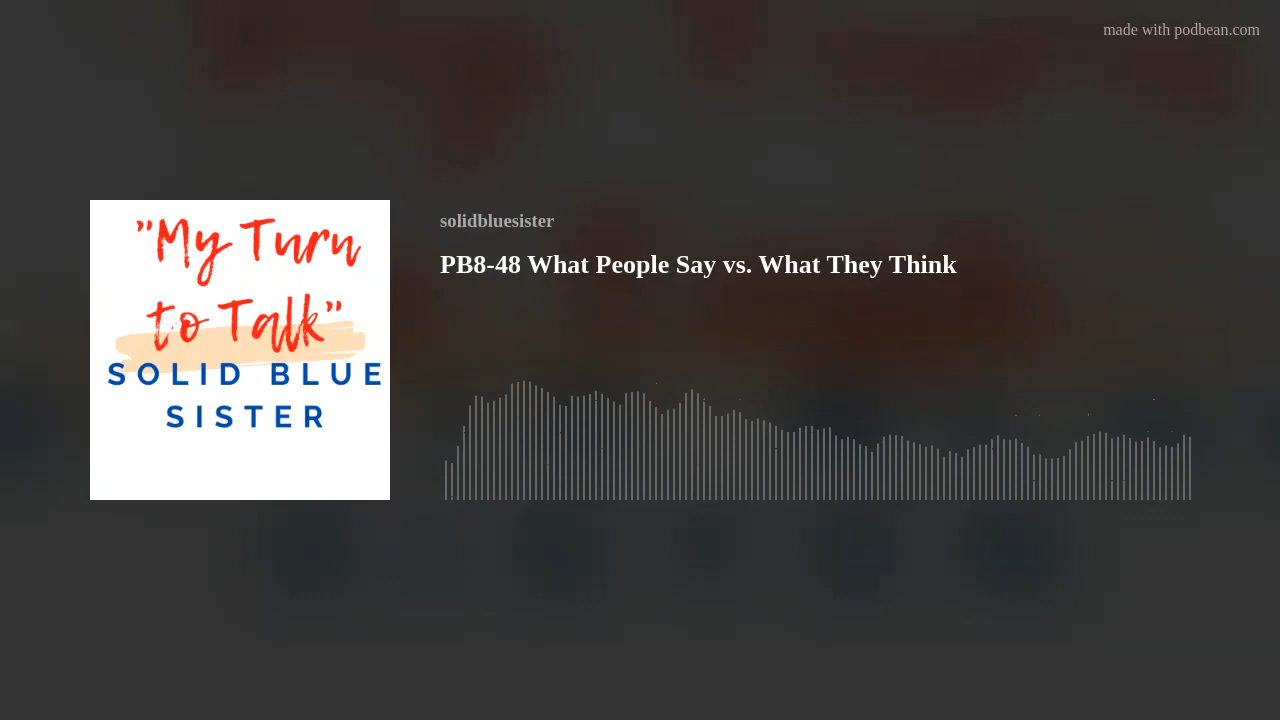 made with podbean.com
"My Turn
to Talk"
SOLID BLUE
SISTER
solidbluesister
PB8-48 What People Say vs. What They Think